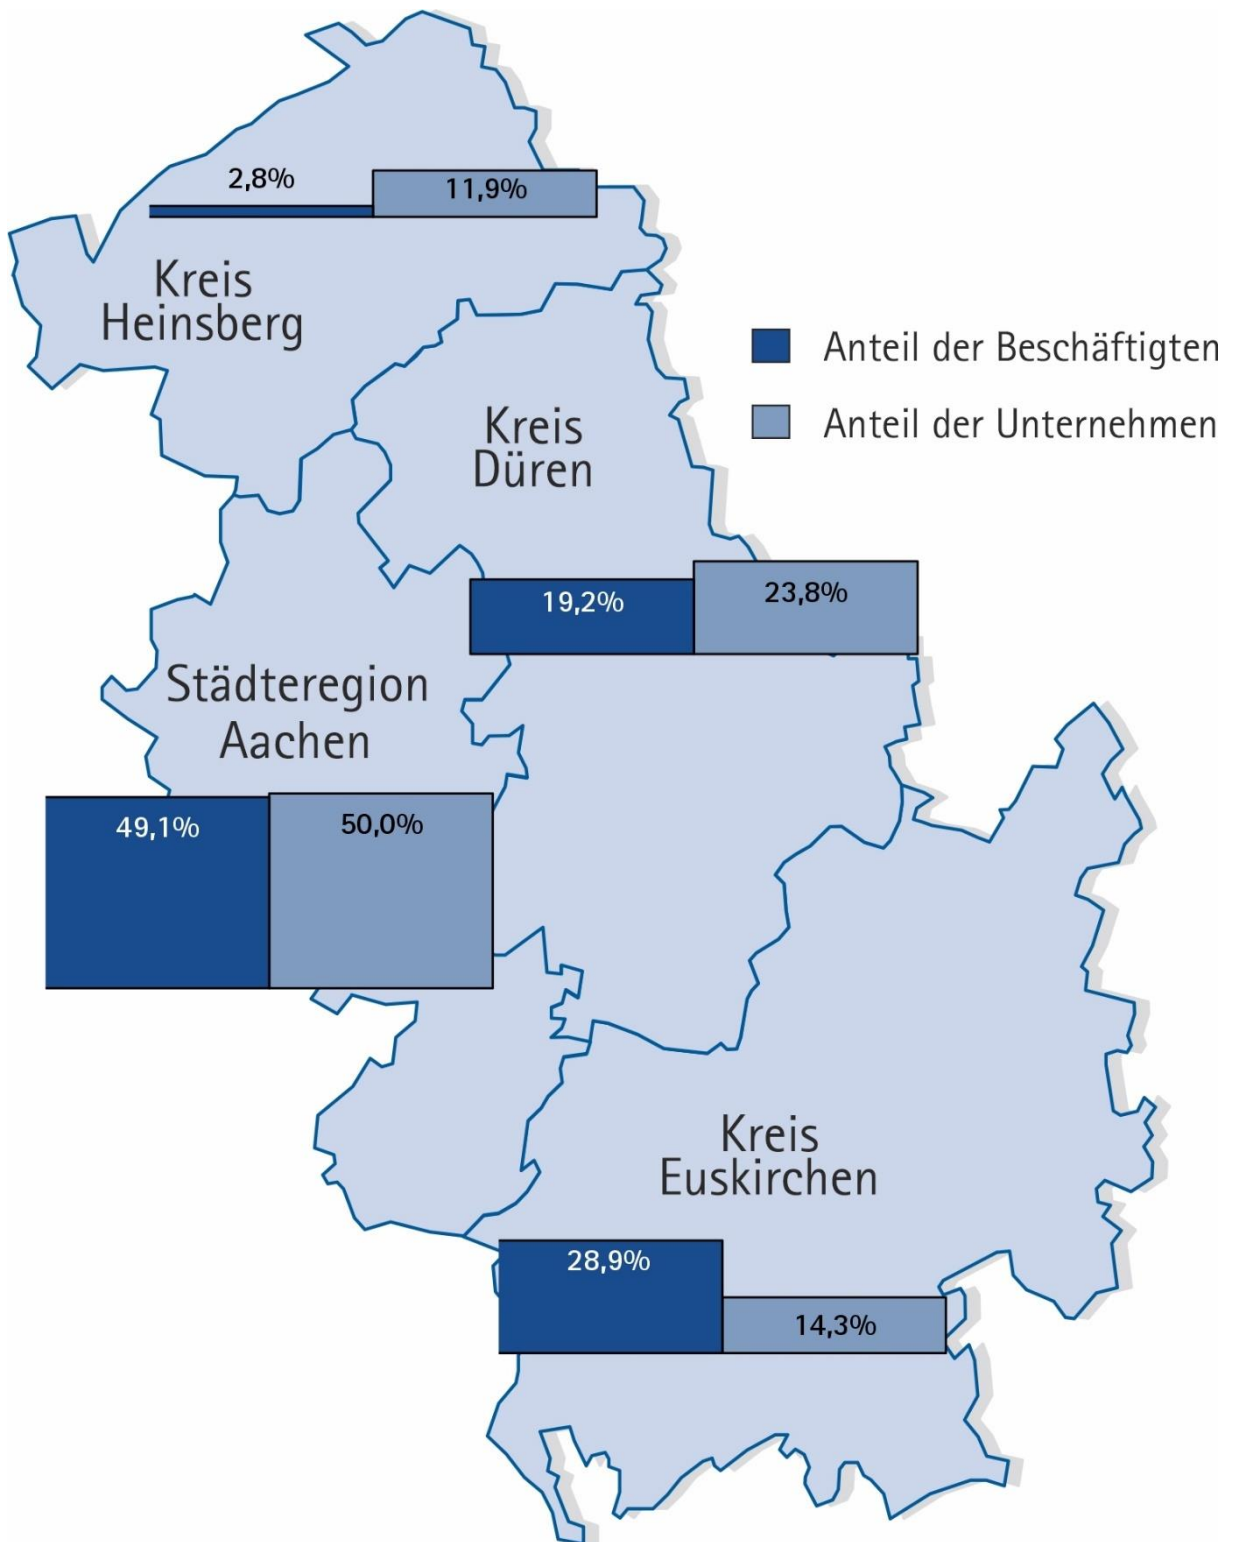 2,8%
11,9%
Kreis
Heinsberg
Anteil der Beschäftigten
Anteil der Unternehmen
Kreis
Düren
19,2%
23,8%
Städteregion
Aachen
49,1%
50,0%
Kreis
Euskirchen
28,9%
14,3%